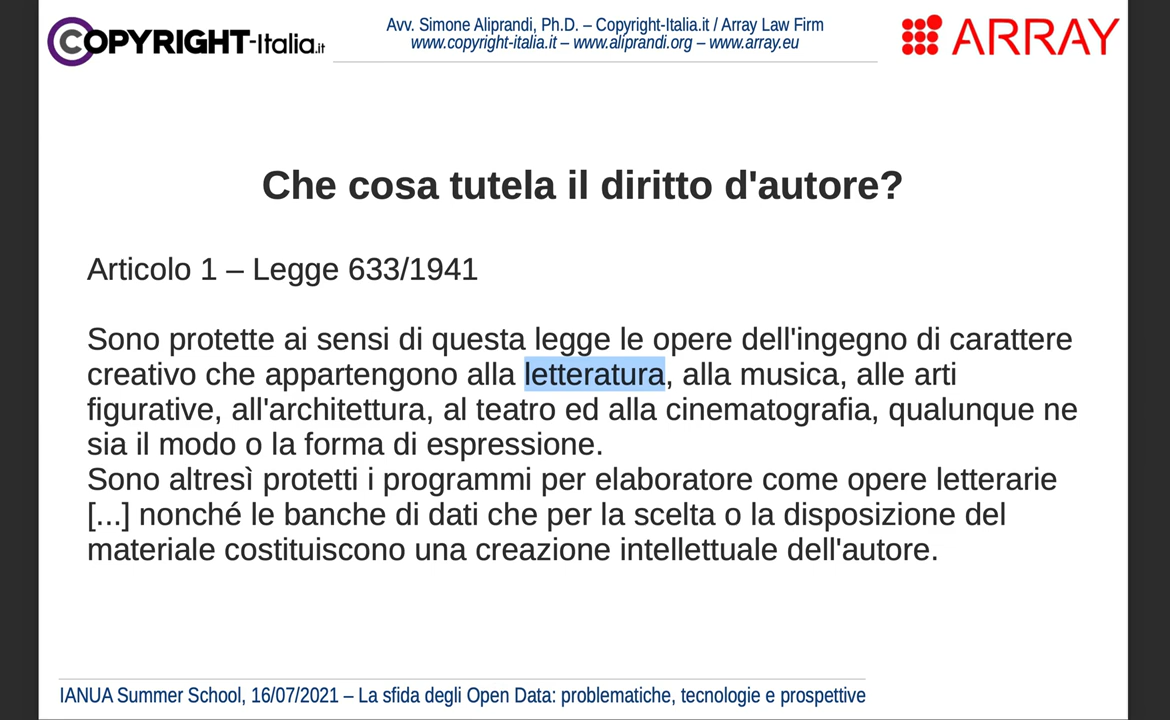 COPYRIGHT-Italia.it
Avv. Simone Aliprandi, Ph.D. – Copyright-Italia.it / Array Law Firm
www.copyright-italia.it – www.aliprandi.org – www.array.eu
ARRAY
Che cosa tutela il diritto d'autore?
Articolo 1 – Legge 633/1941
Sono protette ai sensi di questa legge le opere dell'ingegno di carattere
creativo che appartengono alla letteratura, alla musica, alle arti
figurative, all'architettura, al teatro ed alla cinematografia, qualunque ne
sia il modo o la forma di espressione.
Sono altresì protetti i programmi per elaboratore come opere letterarie
[...] nonché le banche di dati che per la scelta o la disposizione del
materiale costituiscono una creazione intellettuale dell'autore.
IANUA Summer School, 16/07/2021 – La sfida degli Open Data: problematiche, tecnologie e prospettive